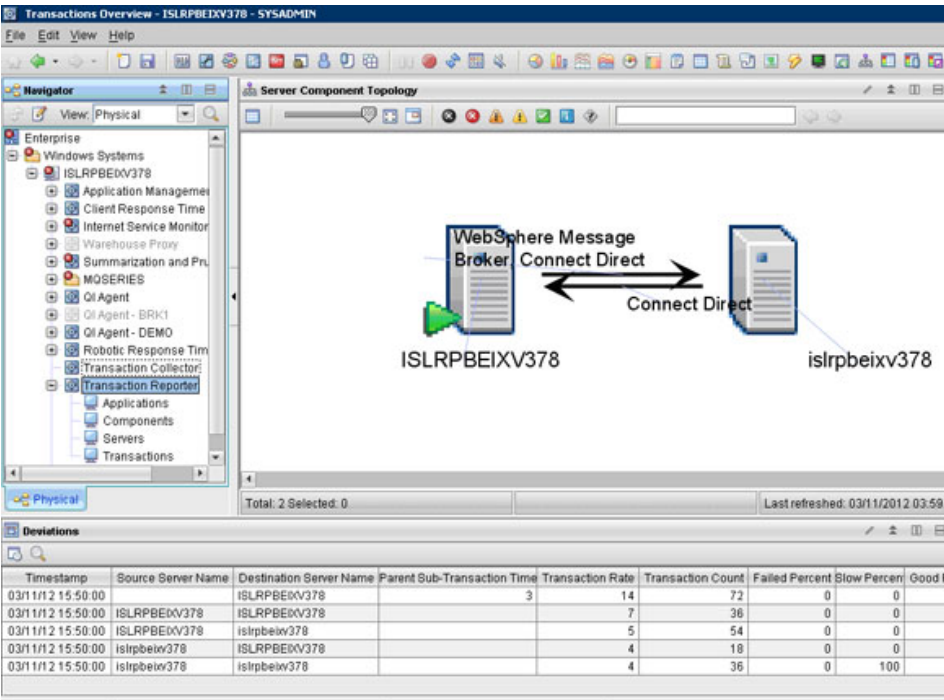 Transactions Overview - ISLRPBEIXV378 - SYSADMIN
File Edit View Help
Navigator
View: Physical
Enterprise
Windows Systems
ISLRPBEIXV378
Application Managemen
Client Response Time
Internet Service Monitor
Warehouse Proxy
Summarization and Pru
MQSERIES
QI Agent
QI Agent - BRK1
QI Agent - DEMO
Robotic Response Tim
Transaction Collector
Transaction Reporter
Applications
Components
Servers
Transactions
Physical
Server Component Topology
WebSphere Message
Broker, Connect Direct
Connect Direct
ISLRPBEIXV378
islrpbeixv378
Total: 2 Selected: 0
Last refreshed: 03/11/2012 03:59
Deviations
Timestamp Source Server Name Destination Server Name Parent Sub-Transaction Time Transaction Rate Transaction Count Failed Percent Slow Percen Good
03/11/12 15:50:00 ISLRPBEIXV378 3 14 72 0 0
03/11/12 15:50:00 ISLRPBEIXV378 ISLRPBEIXV378 7 36 0 0
03/11/12 15:50:00 ISLRPBEIXV378 islrpbeixv378 5 54 0 0
03/11/12 15:50:00 islrpbeixv378 ISLRPBEIXV378 4 18 0 0
03/11/12 15:50:00 islrpbeixv378 islrpbeixv378 4 36 0 100